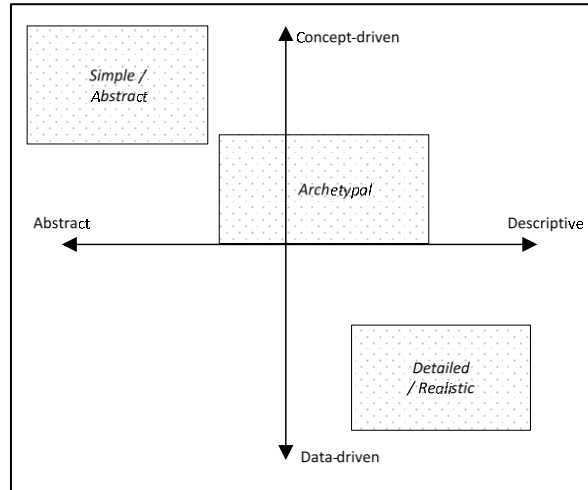 Concept-driven
Simple /
Abstract
Archetypal
Abstract
Descriptive
Detailed
/ Realistic
Data-driven